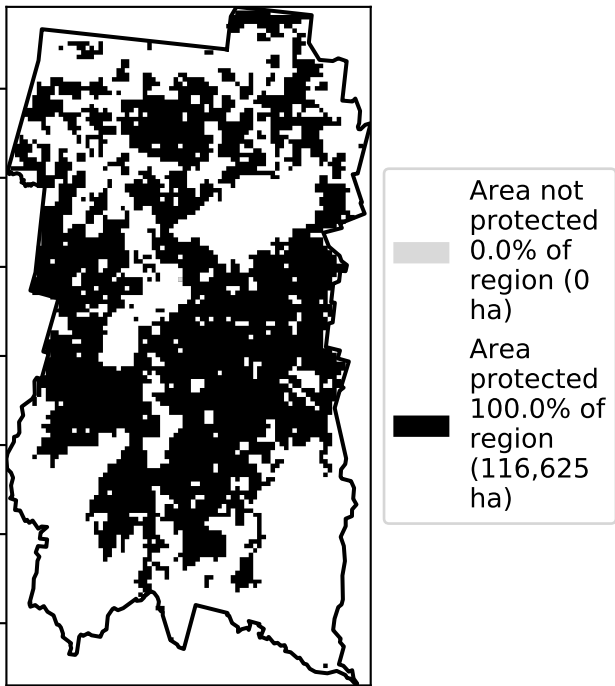 Area not
protected
0.0% of
region (0
ha)
Area
protected
100.0% of
region
(116,625
ha)